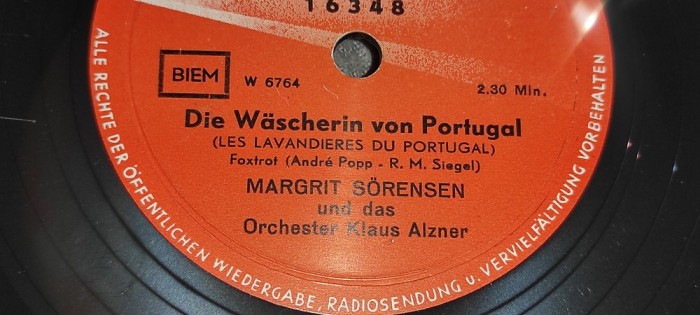 16348
BIEM
W 6764
2.30 Min.
Die Wäscherin von Portugal
(LES LAVANDIERES DU PORTUGAL)
Foxtrot (André Popp - R. M. Siegel)
MARGRIT SÖRENSEN
und das
Orchester Klaus Alzner
ALLE RECHTE DER ÖFFENTLICHEN WIEDERGABE, RADIOSENDUNG u. VERVIELFÄLTIGUNG VORBEHALTEN